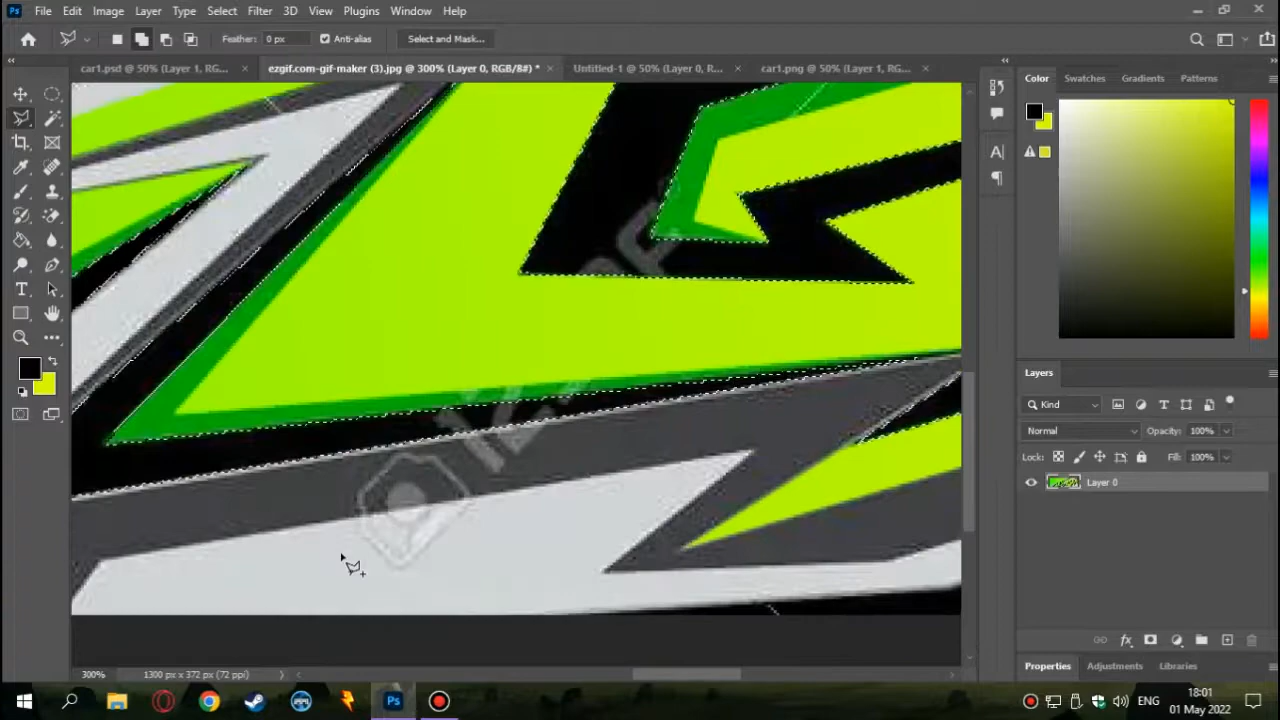 Ps File Edit Image Layer Type Select Filter 3D View Plugins Window Help
Feather: 0 px Anti-alias Select and Mask...
car1.psd @ 50% (Layer 1, RG... × ezgif.com-gif-maker (3).jpg @ 300% (Layer 0, RGB/8#) * × Untitled-1 @ 50% (Layer 0, R... × car1.png @ 50% (Layer 1, RG... ×
Color Swatches Gradients Patterns
Layers
Kind
Normal Opacity: 100%
Lock: Fill: 100%
Layer 0
Properties Adjustments Libraries
300% 1300 px x 372 px (72 ppi)
Ps ENG 18:01
01 May 2022